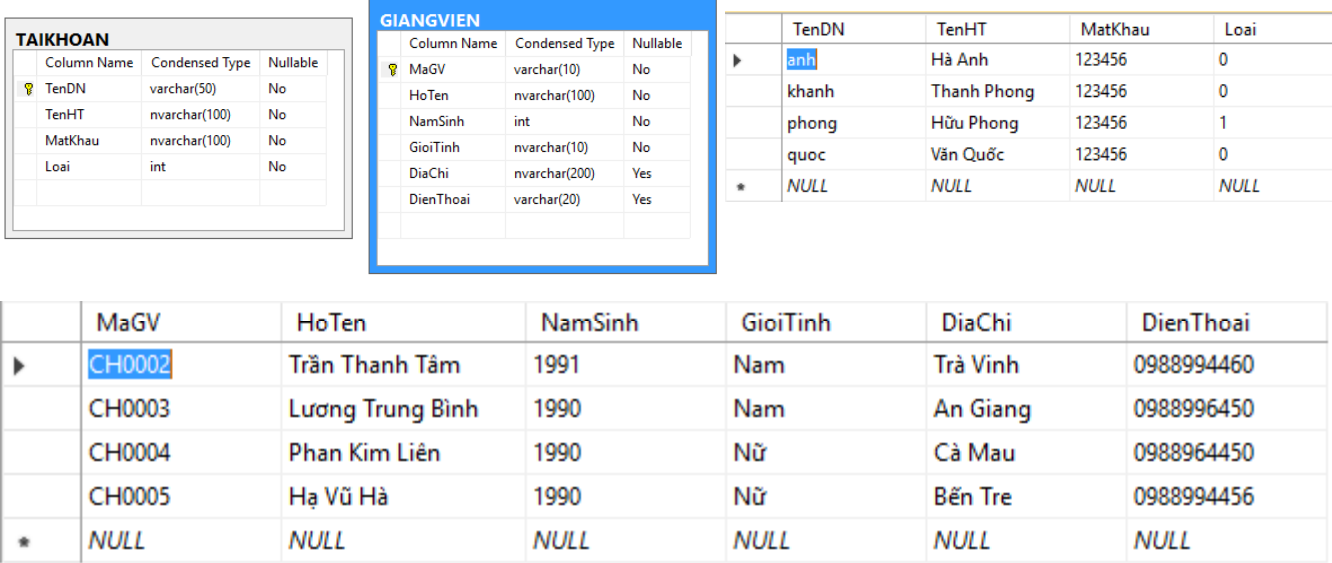 TAIKHOAN
Column Name Condensed Type Nullable
TenDN varchar(50) No
TenHT nvarchar(100) No
MatKhau nvarchar(100) No
Loai int No
GIANGVIEN
Column Name Condensed Type Nullable
MaGV varchar(10) No
HoTen nvarchar(100) No
NamSinh int No
GioiTinh nvarchar(10) No
DiaChi nvarchar(200) Yes
DienThoai varchar(20) Yes
TenDN TenHT MatKhau Loai
anh Hà Anh 123456 0
khanh Thanh Phong 123456 0
phong Hữu Phong 123456 1
quoc Văn Quốc 123456 0
NULL NULL NULL NULL
MaGV HoTen NamSinh GioiTinh DiaChi DienThoai
CH0002 Trần Thanh Tâm 1991 Nam Trà Vinh 0988994460
CH0003 Lương Trung Bình 1990 Nam An Giang 0988996450
CH0004 Phan Kim Liên 1990 Nữ Cà Mau 0988964450
CH0005 Hạ Vũ Hà 1990 Nữ Bến Tre 0988994456
NULL NULL NULL NULL NULL NULL